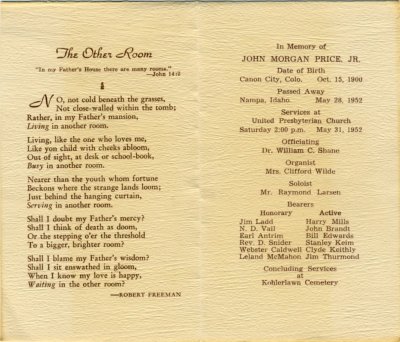 The Other Room
"In my Father's House there are many rooms."
—John 14:2
NO, not cold beneath the grasses,
Not close-walled within the tomb;
Rather, in my Father's mansion,
Living in another room.
Living, like the one who loves me,
Like yon child with cheeks abloom,
Out of sight, at desk or school-book,
Busy in another room.
Nearer than the youth whom fortune
Beckons where the strange lands loom;
Just behind the hanging curtain,
Serving in another room.
Shall I doubt my Father's mercy?
Shall I think of death as doom,
Or the stepping o'er the threshold
To a bigger, brighter room?
Shall I blame my Father's wisdom?
Shall I sit enswathed in gloom,
When I know my love is happy,
Waiting in the other room?
—ROBERT FREEMAN
In Memory of
JOHN MORGAN PRICE, JR.
Date of Birth
Canon City, Colo. Oct. 15, 1900
Passed Away
Nampa, Idaho. May 28, 1952
Services at
United Presbyterian Church
Saturday 2:00 p.m. May 31, 1952
Officiating
Dr. William C. Shane
Organist
Mrs. Clifford Wilde
Soloist
Mr. Raymond Larsen
Bearers
Honorary Active
Jim Ladd Harry Mills
N. D. Vail John Brandt
Earl Antrim Bill Edwards
Rev. D. Snider Stanley Keim
Webster Caldwell Clyde Keithly
Leland McMahon Jim Thurmond
Concluding Services
at
Kohlerlawn Cemetery